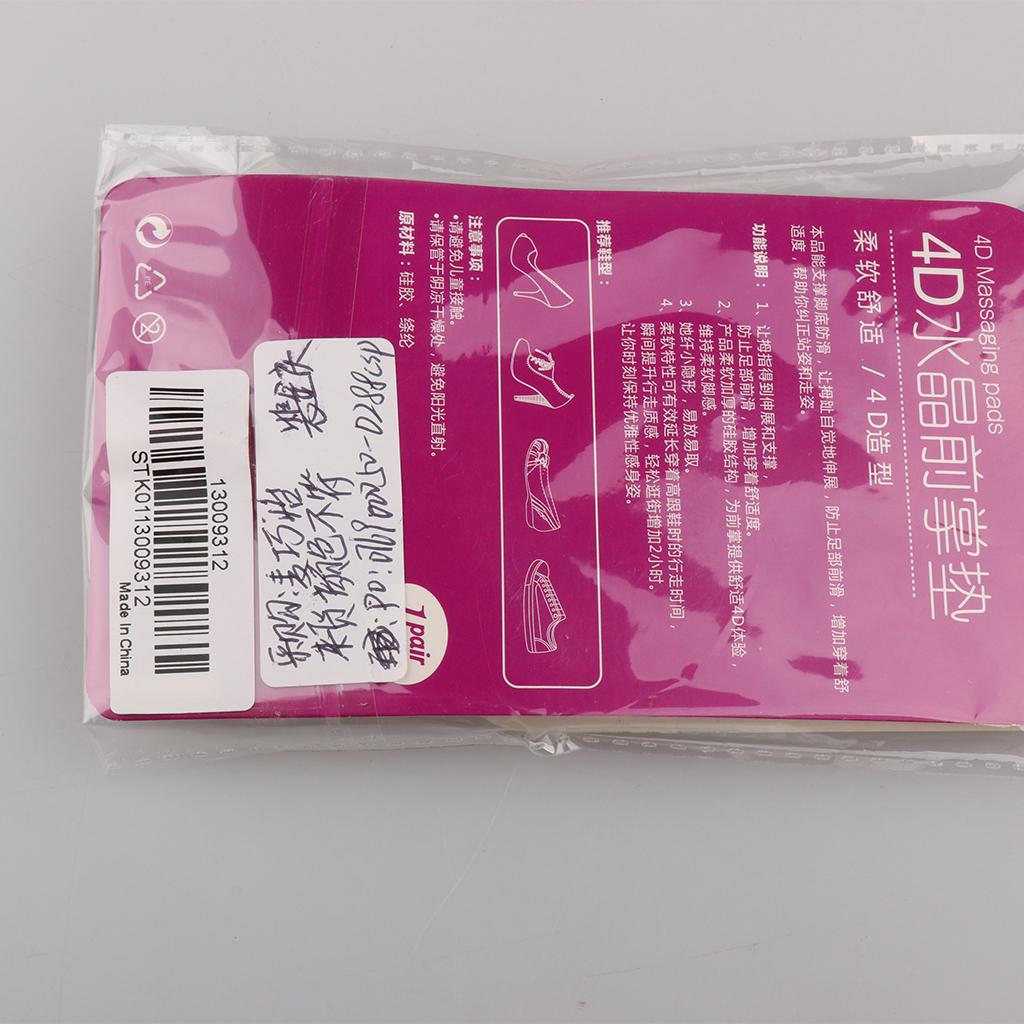 4D Massaging pads
4D水晶前掌垫
柔软舒适 / 4D造型
本品能支撑脚底防滑，让拇趾自觉地伸展，防止足部前滑，增加穿着舒
适度，帮助你纠正站姿和走姿。
功能说明：1、让拇指得到伸展和支撑，
防止足部前滑，增加穿着舒适度。
2、产品柔软加厚的硅胶结构，为前掌提供舒适4D体验，
维持柔软脚感。
3、她纤小隐形，易放易取。
4、柔软特性可有效延长穿着高跟鞋时的行走时间，
瞬间提升行走质感，轻松逛街增加2小时。
让你时刻保持优雅性感身姿。
推荐鞋型：
注意事项：
•请避免儿童接触。
•请保管于阴凉干燥处，避免阳光直射。
原材料：硅胶、绦纶
1 pair
13009312
STK0113009312
Made In China